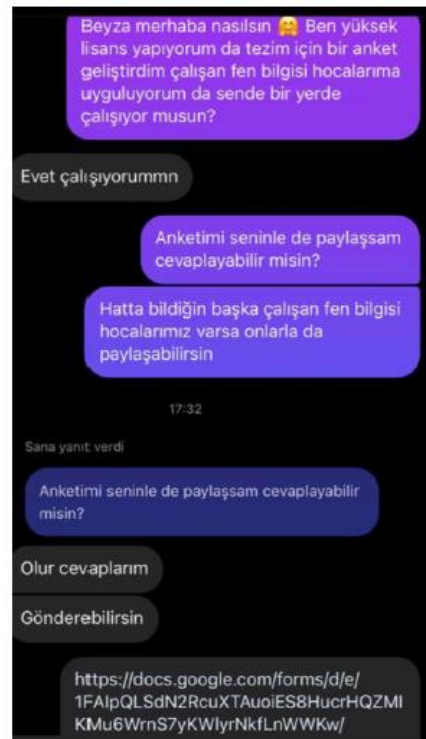 Beyza merhaba nasılsın 🤗 Ben yüksek
lisans yapıyorum da tezim için bir anket
geliştirdim çalışan fen bilgisi hocalarıma
uyguluyorum da sende bir yerde
çalışıyor musun?
Evet çalışıyorummn
Anketimi seninle de paylaşsam
cevaplayabilir misin?
Hatta bildiğin başka çalışan fen bilgisi
hocalarımız varsa onlarla da
paylaşabilirsin
17:32
Sana yanıt verdi
Anketimi seninle de paylaşsam cevaplayabilir
misin?
Olur cevaplarım
Gönderebilirsin
https://docs.google.com/forms/d/e/